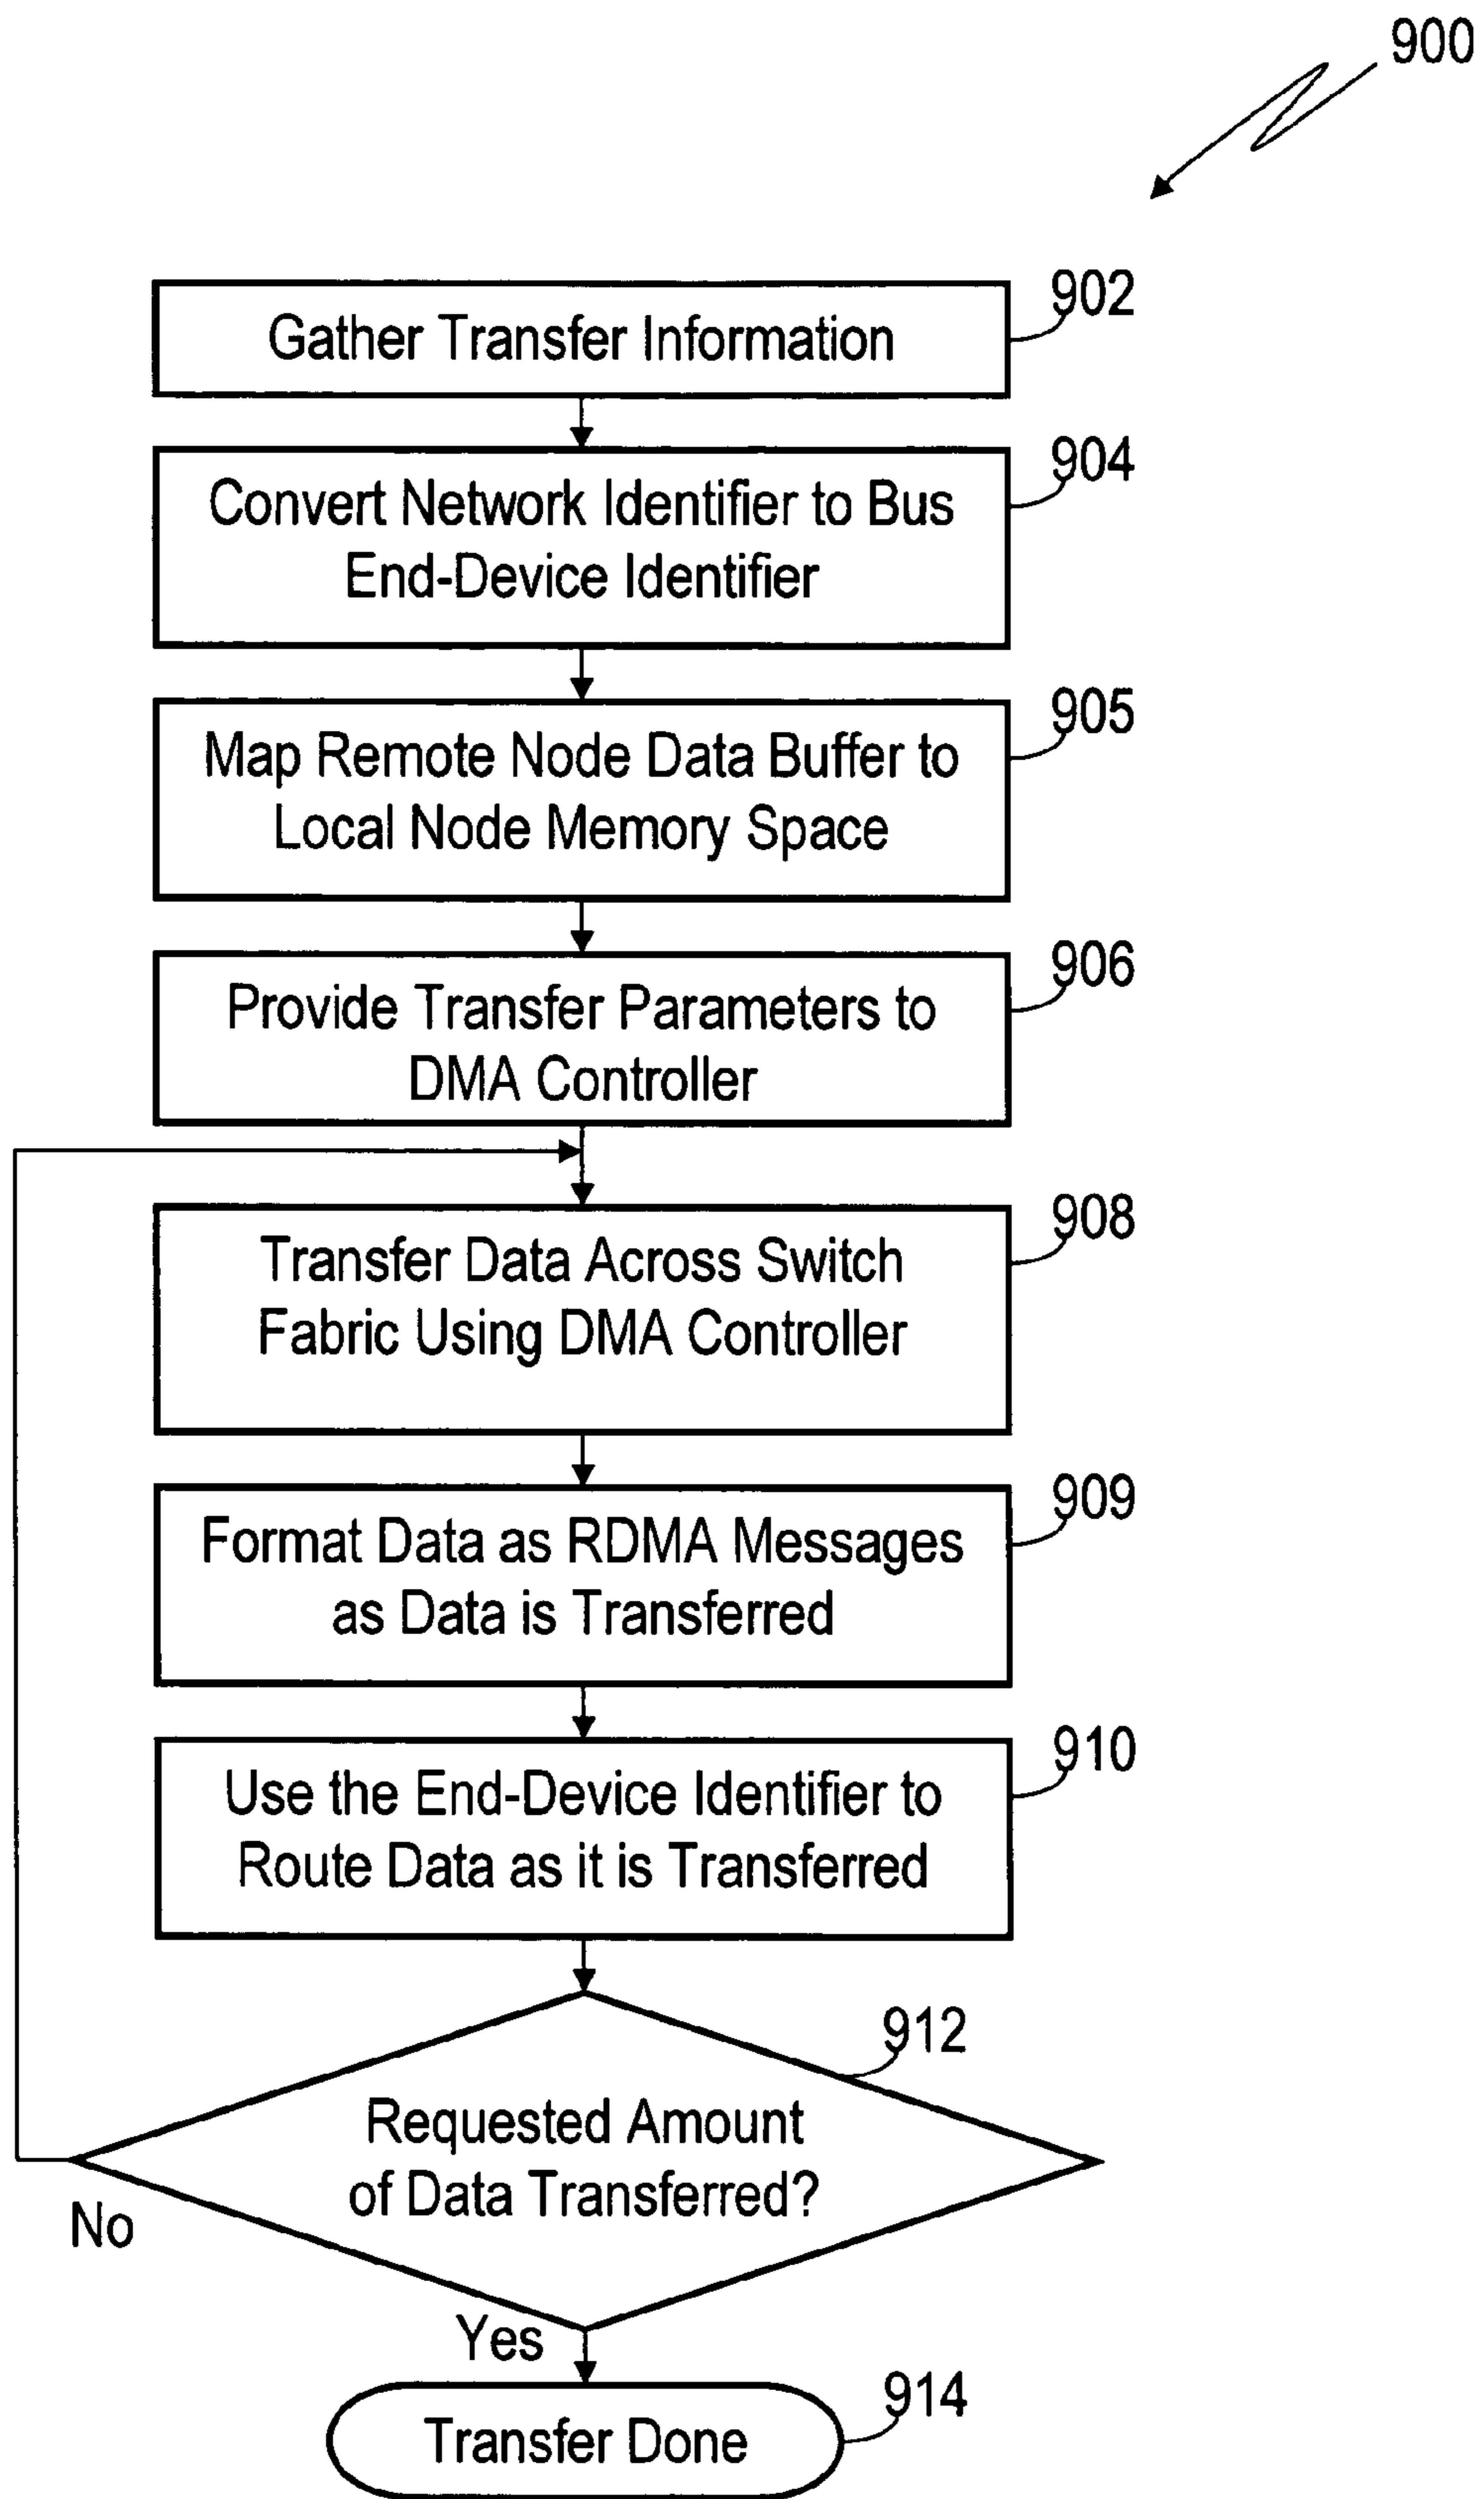 900
902
Gather Transfer Information
904
Convert Network Identifier to Bus
End-Device Identifier
905
Map Remote Node Data Buffer to
Local Node Memory Space
906
Provide Transfer Parameters to
DMA Controller
908
Transfer Data Across Switch
Fabric Using DMA Controller
909
Format Data as RDMA Messages
as Data is Transferred
910
Use the End-Device Identifier to
Route Data as it is Transferred
912
Requested Amount
of Data Transferred?
No
Yes
914
Transfer Done